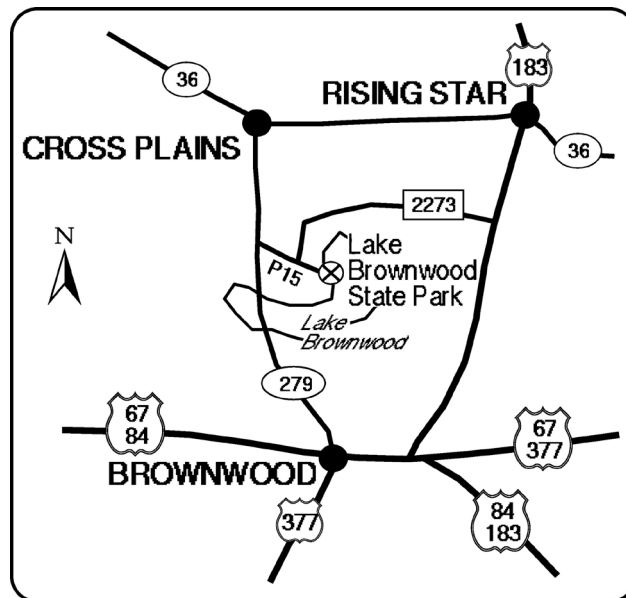 183
36
RISING STAR
CROSS PLAINS
36
2273
N
Lake
Brownwood
State Park
P15
Lake
Brownwood
279
67
84
67
377
BROWNWOOD
377
84
183